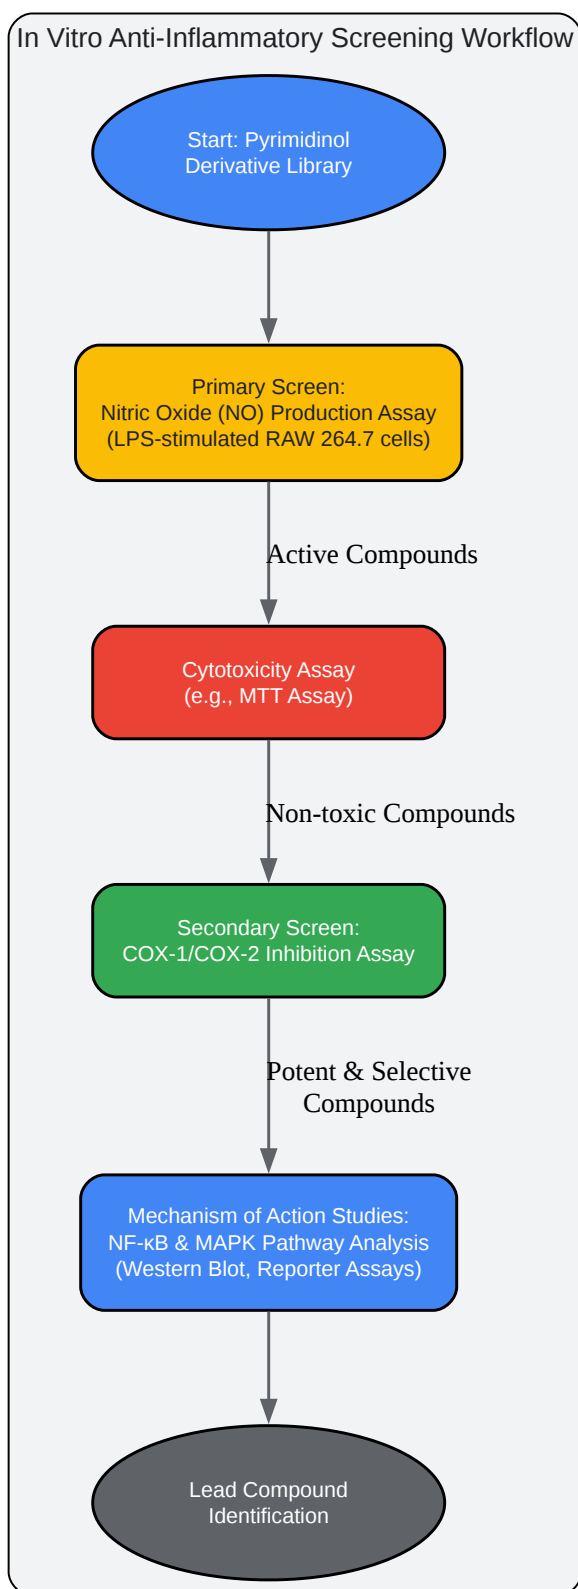 In Vitro Anti-Inflammatory Screening Workflow
Start: Pyrimidinol
Derivative Library
Primary Screen:
Nitric Oxide (NO) Production Assay
(LPS-stimulated RAW 264.7 cells)
Active Compounds
Cytotoxicity Assay
(e.g., MTT Assay)
Non-toxic Compounds
Secondary Screen:
COX-1/COX-2 Inhibition Assay
Potent & Selective
Compounds
Mechanism of Action Studies:
NF-κB & MAPK Pathway Analysis
(Western Blot, Reporter Assays)
Lead Compound
Identification